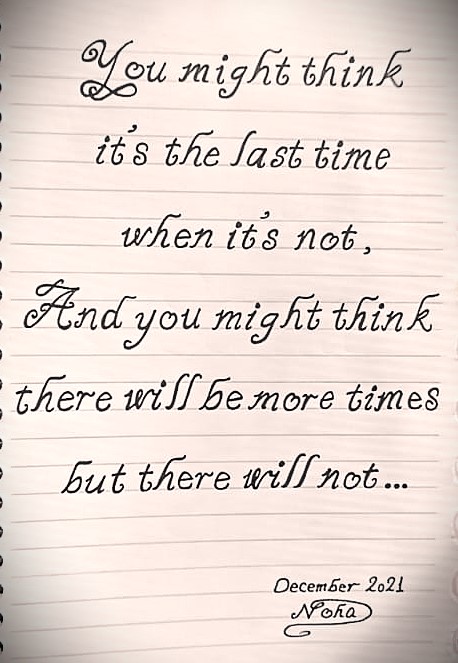 You might think
it's the last time
when it's not,
And you might think
there will be more times
but there will not...
December 2021
Noha